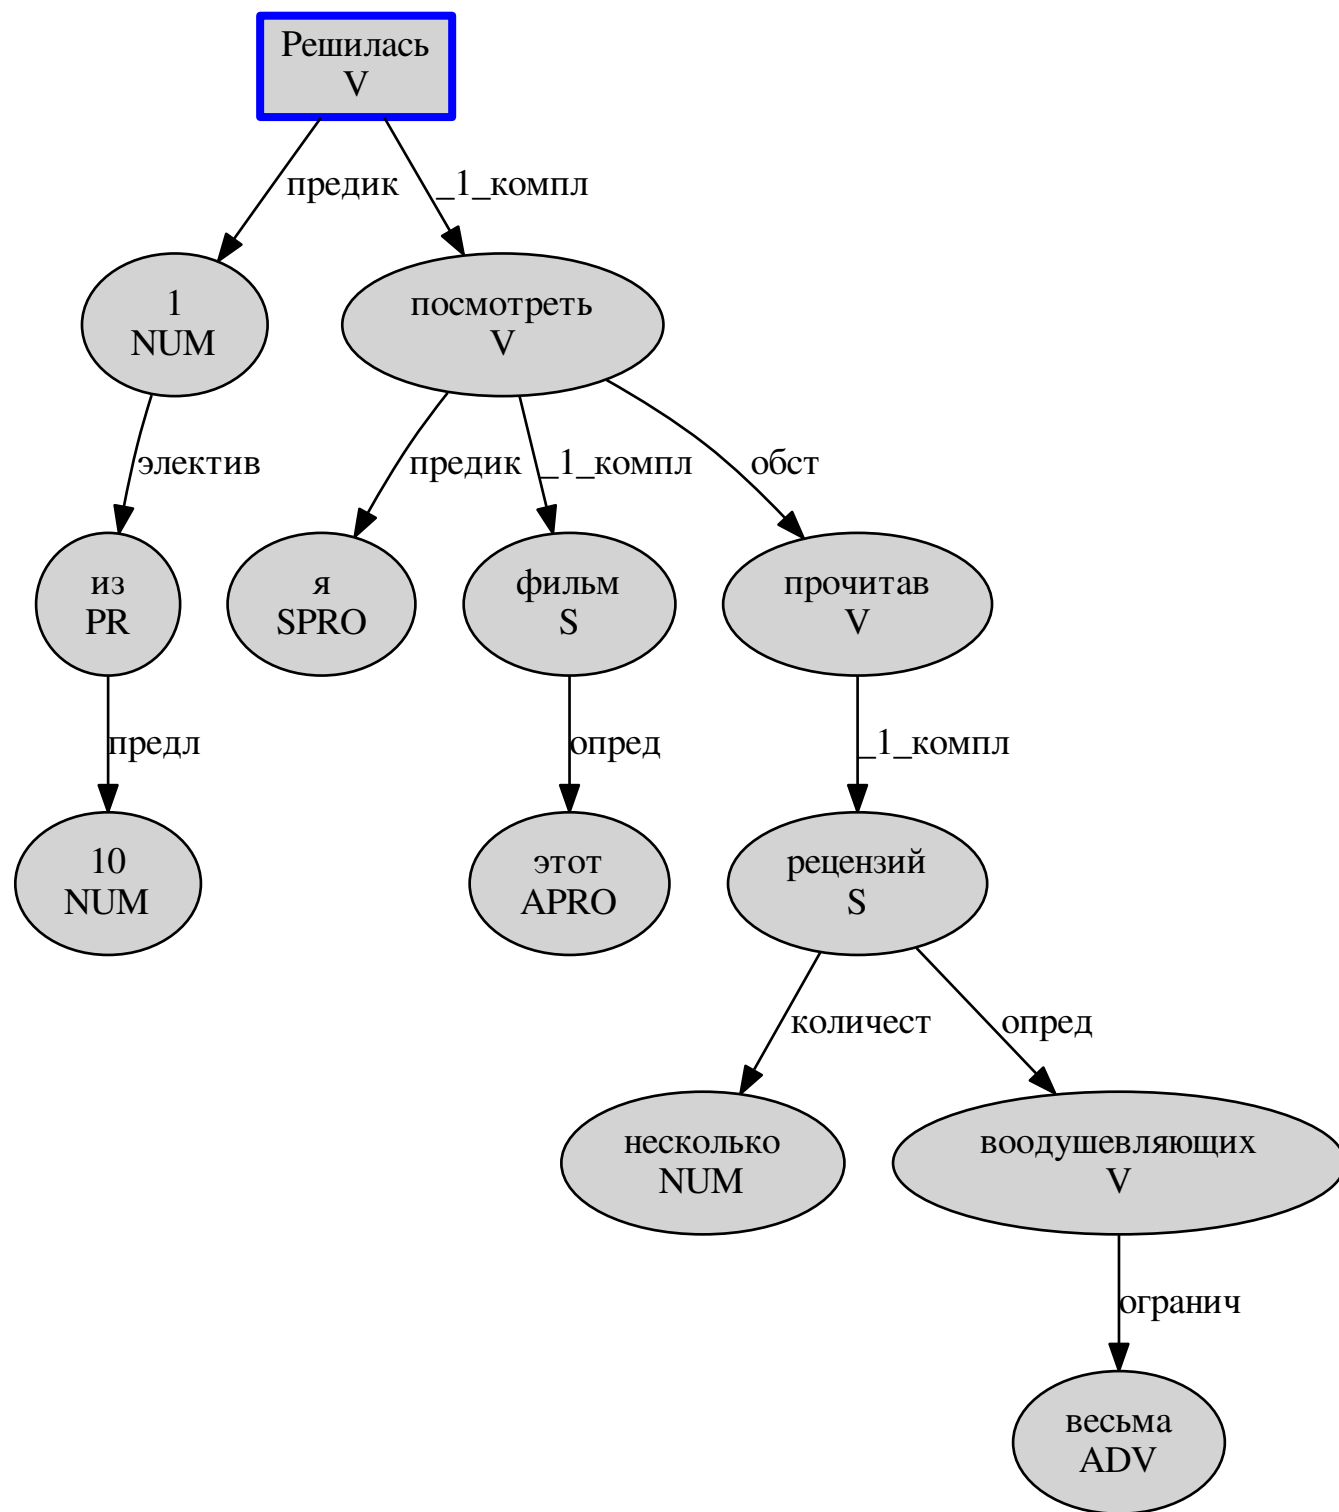 Решилась
V
предик
_1_компл
1
NUM
посмотреть
V
электив
предик
_1_компл
обст
из
PR
я
SPRO
фильм
S
прочитав
V
предл
опред
_1_компл
10
NUM
этот
APRO
рецензий
S
количест
опред
несколько
NUM
воодушевляющих
V
огранич
весьма
ADV